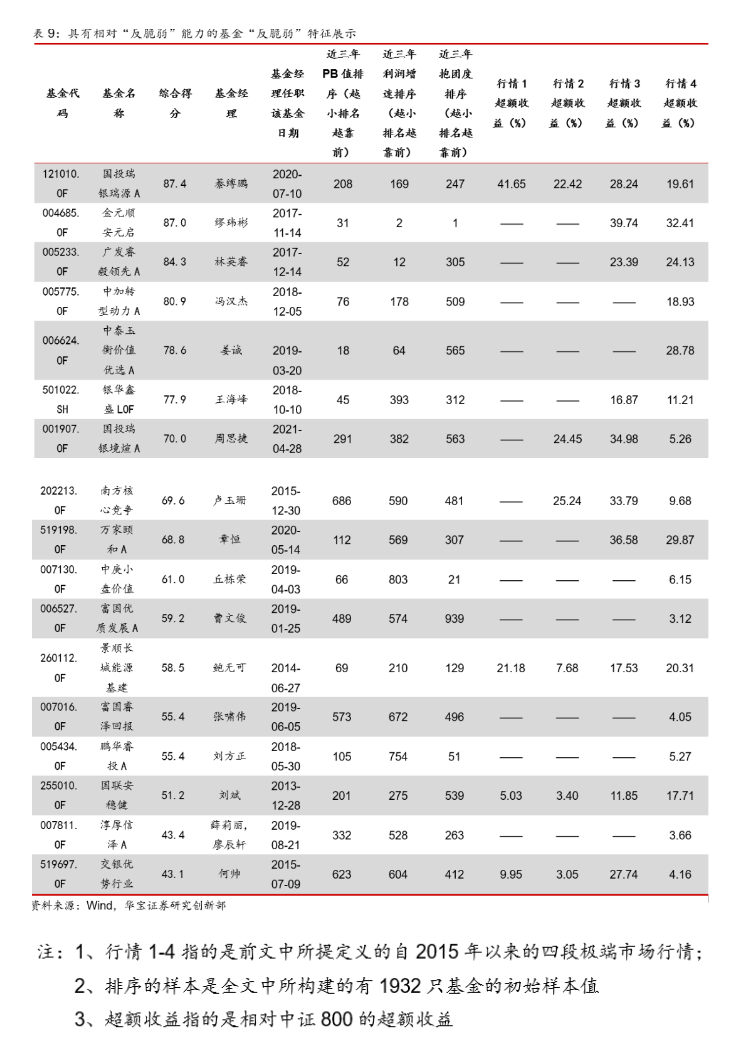 表 9：具有相对“反脆弱”能力的基金“反脆弱”特征展示
基金代码 基金名称 综合得分 基金经理 基金经理任职该基金日期 近三年PB 值排序（越小排名越靠前） 近三年利润增速排序（越小排名越靠前） 近三年抱团度排序（越小排名越靠前） 行情 1 超额收益（%） 行情 2 超额收益（%） 行情 3 超额收益（%） 行情 4 超额收益（%）
121010.OF 国投瑞银瑞源 A 87.4 綦缚鹏 2020-07-10 208 169 247 41.65 22.42 28.24 19.61
004685.OF 金元顺安元启 87.0 缪玮彬 2017-11-14 31 2 1 —— —— 39.74 32.41
005233.OF 广发睿毅领先 A 84.3 林英睿 2017-12-14 52 12 305 —— —— 23.39 24.13
005775.OF 中加转型动力 A 80.9 冯汉杰 2018-12-05 76 178 509 —— —— —— 18.93
006624.OF 中泰玉衡价值优选 A 78.6 姜诚 2019-03-20 18 64 565 —— —— —— 28.78
501022.SH 银华鑫盛 LOF 77.9 王海峰 2018-10-10 45 393 312 —— —— 16.87 11.21
001907.OF 国投瑞银境煊 A 70.0 周思捷 2021-04-28 291 382 563 —— 24.45 34.98 5.26
202213.OF 南方核心竞争 69.6 卢玉珊 2015-12-30 686 590 481 —— 25.24 33.79 9.68
519198.OF 万家颐和 A 68.8 章恒 2020-05-14 112 569 307 —— —— 36.58 29.87
007130.OF 中庚小盘价值 61.0 丘栋荣 2019-04-03 66 803 21 —— —— —— 6.15
006527.OF 富国优质发展 A 59.2 曹文俊 2019-01-25 489 574 939 —— —— —— 3.12
260112.OF 景顺长城能源基建 58.5 鲍无可 2014-06-27 69 210 129 21.18 7.68 17.53 20.31
007016.OF 富国睿泽回报 55.4 张啸伟 2019-06-05 573 672 496 —— —— —— 4.05
005434.OF 鹏华睿投 A 55.4 刘方正 2018-05-30 105 754 51 —— —— —— 5.27
255010.OF 国联安稳健 51.2 刘斌 2013-12-28 201 275 539 5.03 3.40 11.85 17.71
007811.OF 淳厚信泽 A 43.4 薛莉丽，廖辰轩 2019-08-21 332 528 263 —— —— —— 3.66
519697.OF 交银优势行业 43.1 何帅 2015-07-09 623 604 412 9.95 3.05 27.74 4.16
资料来源：Wind，华宝证券研究创新部
注：1、行情 1-4 指的是前文中所提定义的自 2015 年以来的四段极端市场行情；
2、排序的样本是全文中所构建的有 1932 只基金的初始样本值
3、超额收益指的是相对中证 800 的超额收益